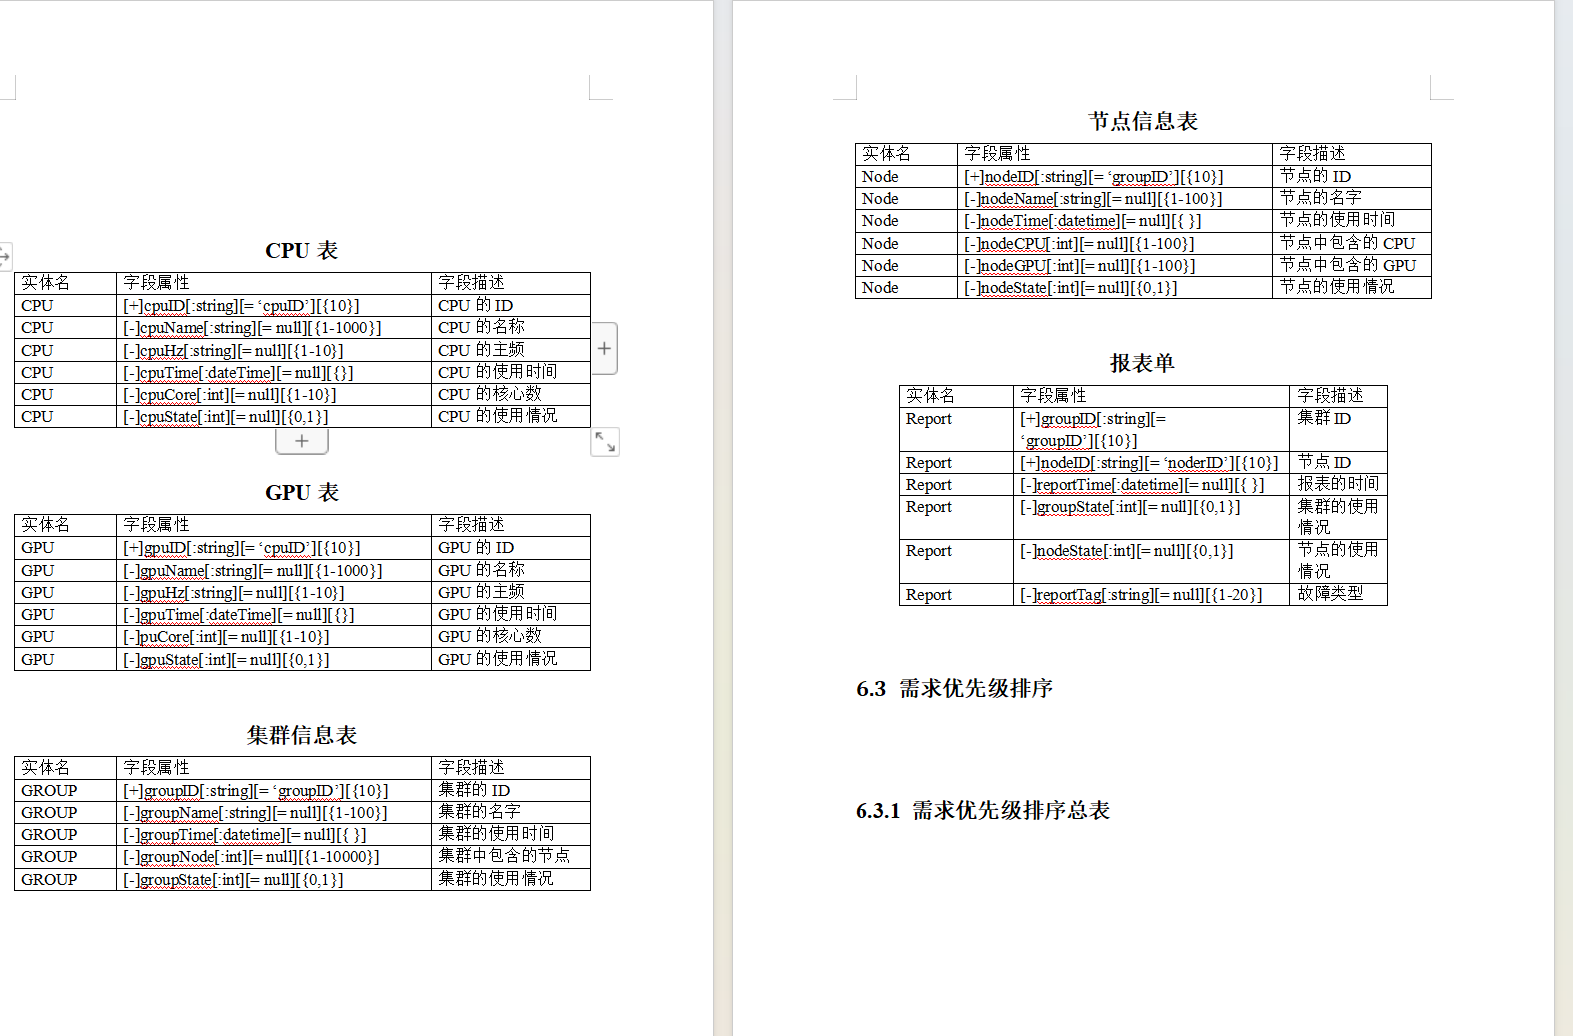 CPU 表
实体名 字段属性 字段描述
CPU [+]cpuID[:string][= ‘cpuID’][{10}] CPU 的 ID
CPU [-]cpuName[:string][= null][{1-1000}] CPU 的名称
CPU [-]cpuHz[:string][= null][{1-10}] CPU 的主频
CPU [-]cpuTime[:dateTime][= null][{}] CPU 的使用时间
CPU [-]cpuCore[:int][= null][{1-10}] CPU 的核心数
CPU [-]cpuState[:int][= null][{0,1}] CPU 的使用情况
GPU 表
实体名 字段属性 字段描述
GPU [+]gpuID[:string][= ‘cpuID’][{10}] GPU 的 ID
GPU [-]gpuName[:string][= null][{1-1000}] GPU 的名称
GPU [-]gpuHz[:string][= null][{1-10}] GPU 的主频
GPU [-]gpuTime[:dateTime][= null][{}] GPU 的使用时间
GPU [-]puCore[:int][= null][{1-10}] GPU 的核心数
GPU [-]gpuState[:int][= null][{0,1}] GPU 的使用情况
集群信息表
实体名 字段属性 字段描述
GROUP [+]groupID[:string][= ‘groupID’][{10}] 集群的 ID
GROUP [-]groupName[:string][= null][{1-100}] 集群的名字
GROUP [-]groupTime[:datetime][= null][{ }] 集群的使用时间
GROUP [-]groupNode[:int][= null][{1-10000}] 集群中包含的节点
GROUP [-]groupState[:int][= null][{0,1}] 集群的使用情况
节点信息表
实体名 字段属性 字段描述
Node [+]nodeID[:string][= ‘groupID’][{10}] 节点的 ID
Node [-]nodeName[:string][= null][{1-100}] 节点的名字
Node [-]nodeTime[:datetime][= null][{ }] 节点的使用时间
Node [-]nodeCPU[:int][= null][{1-100}] 节点中包含的 CPU
Node [-]nodeGPU[:int][= null][{1-100}] 节点中包含的 GPU
Node [-]nodeState[:int][= null][{0,1}] 节点的使用情况
报表单
实体名 字段属性 字段描述
Report [+]groupID[:string][= 集群 ID
‘groupID’][{10}]
Report [+]nodeID[:string][= ‘noderID’][{10}] 节点 ID
Report [-]reportTime[:datetime][= null][{ }] 报表的时间
Report [-]groupState[:int][= null][{0,1}] 集群的使用
情况
Report [-]nodeState[:int][= null][{0,1}] 节点的使用
情况
Report [-]reportTag[:string][= null][{1-20}] 故障类型
6.3 需求优先级排序
6.3.1 需求优先级排序总表